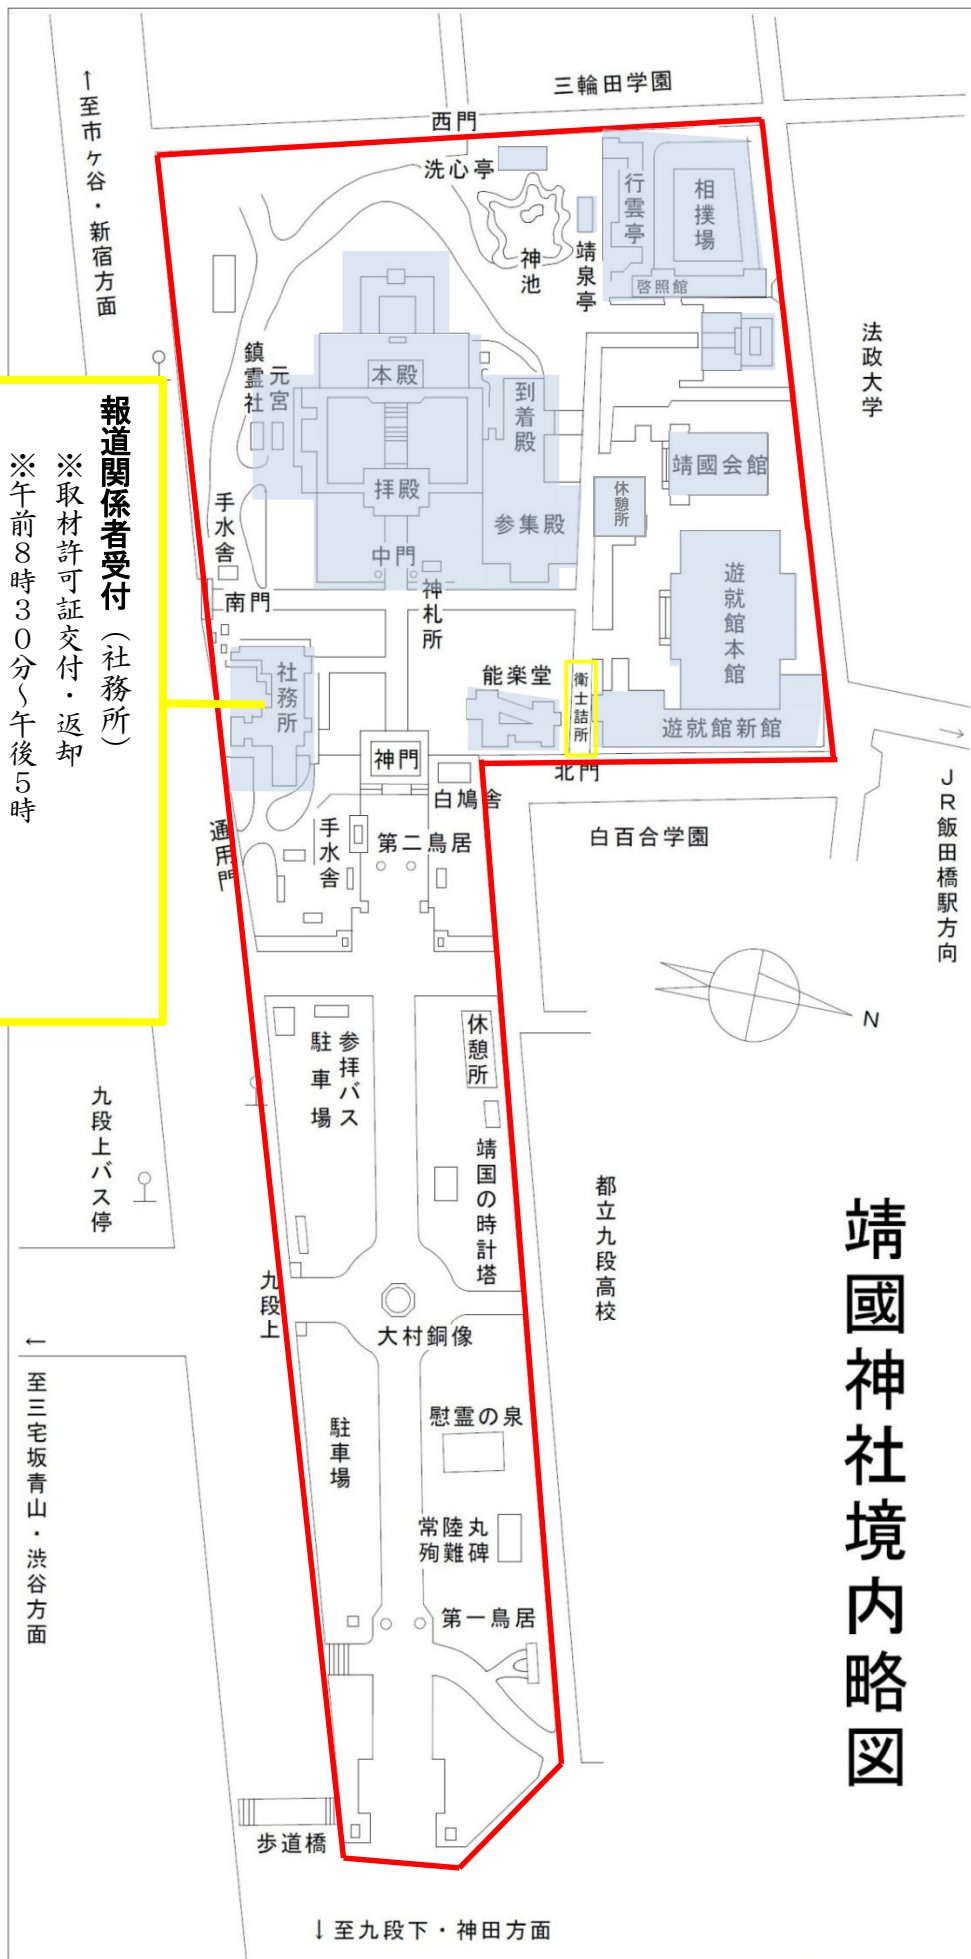 三輪田学園
西門
←至市ヶ谷・新宿方面
洗心亭
行雲亭
相撲場
神池
靖泉亭
啓照館
法政大学
鎮霊社
元宮
本殿
到着殿
靖國会館
休憩所
拝殿
参集殿
手水舎
中門
南門
神札所
遊就館本館
報道関係者受付（社務所）
※取材許可証交付・返却
※午前８時３０分～午後５時
社務所
能楽堂
衛士詰所
遊就館新館
神門
北門
白鳩舎
白百合学園
JR飯田橋駅方向
通用門
手水舎
第二鳥居
N
参拝バス
駐車場
休憩所
九段上バス停
靖国の時計塔
都立九段高校
九段上
大村銅像
←至三宅坂青山・渋谷方面
慰霊の泉
駐車場
常陸丸
殉難碑
第一鳥居
靖國神社境内略図
歩道橋
↓至九段下・神田方面